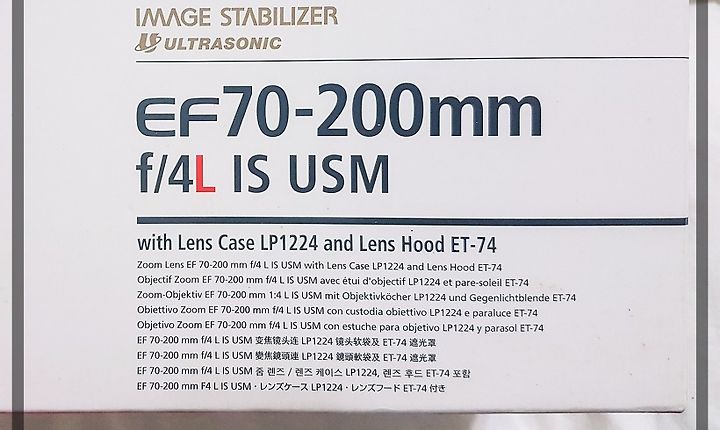 IMAGE STABILIZER
ULTRASONIC
EF70-200mm
f/4L IS USM
with Lens Case LP1224 and Lens Hood ET-74
Zoom Lens EF 70-200 mm f/4 L IS USM with Lens Case LP1224 and Lens Hood ET-74
Objectif Zoom EF 70-200 mm f/4 L IS USM avec étui d'objectif LP1224 et pare-soleil ET-74
Zoom-Objektiv EF 70-200 mm 1:4 L IS USM mit Objektivköcher LP1224 und Gegenlichtblende ET-74
Obiettivo Zoom EF 70-200 mm f/4 L IS USM con custodia obiettivo LP1224 e paraluce ET-74
Objetivo Zoom EF 70-200 mm f/4 L IS USM con estuche para objetivo LP1224 y parasol ET-74
EF 70-200 mm f/4 L IS USM 变焦镜头连 LP1224 镜头软袋及 ET-74 遮光罩
EF 70-200 mm f/4 L IS USM 變焦鏡頭連 LP1224 鏡頭軟袋及 ET-74 遮光罩
EF 70-200 mm f/4 L IS USM 줌 렌즈 / 렌즈 케이스 LP1224, 렌즈 후드 ET-74 포함
EF 70-200 mm F4 L IS USM・レンズケース LP1224・レンズフード ET-74 付き